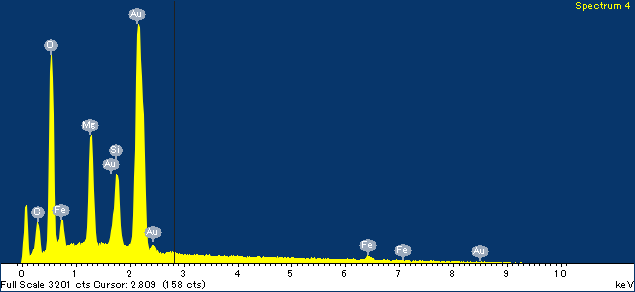 Spectrum 4
Au
O
Mg
Si
Au
C
Fe
Au
Fe
Fe
Au
0 1 2 3 4 5 6 7 8 9 10
Full Scale 3201 cts Cursor: 2.809 (158 cts) keV